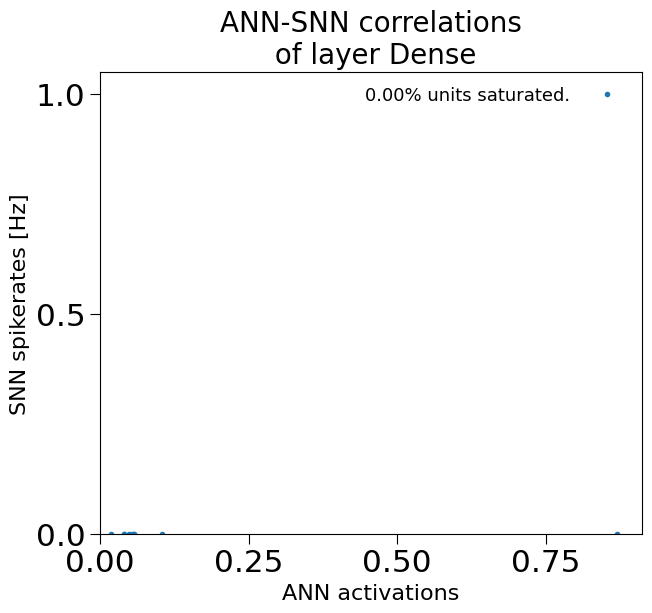 ANN-SNN correlations
of layer Dense
1.0
0.00% units saturated.
SNN spikerates [Hz]
0.5
0.0
0.00
0.25
0.50
0.75
ANN activations